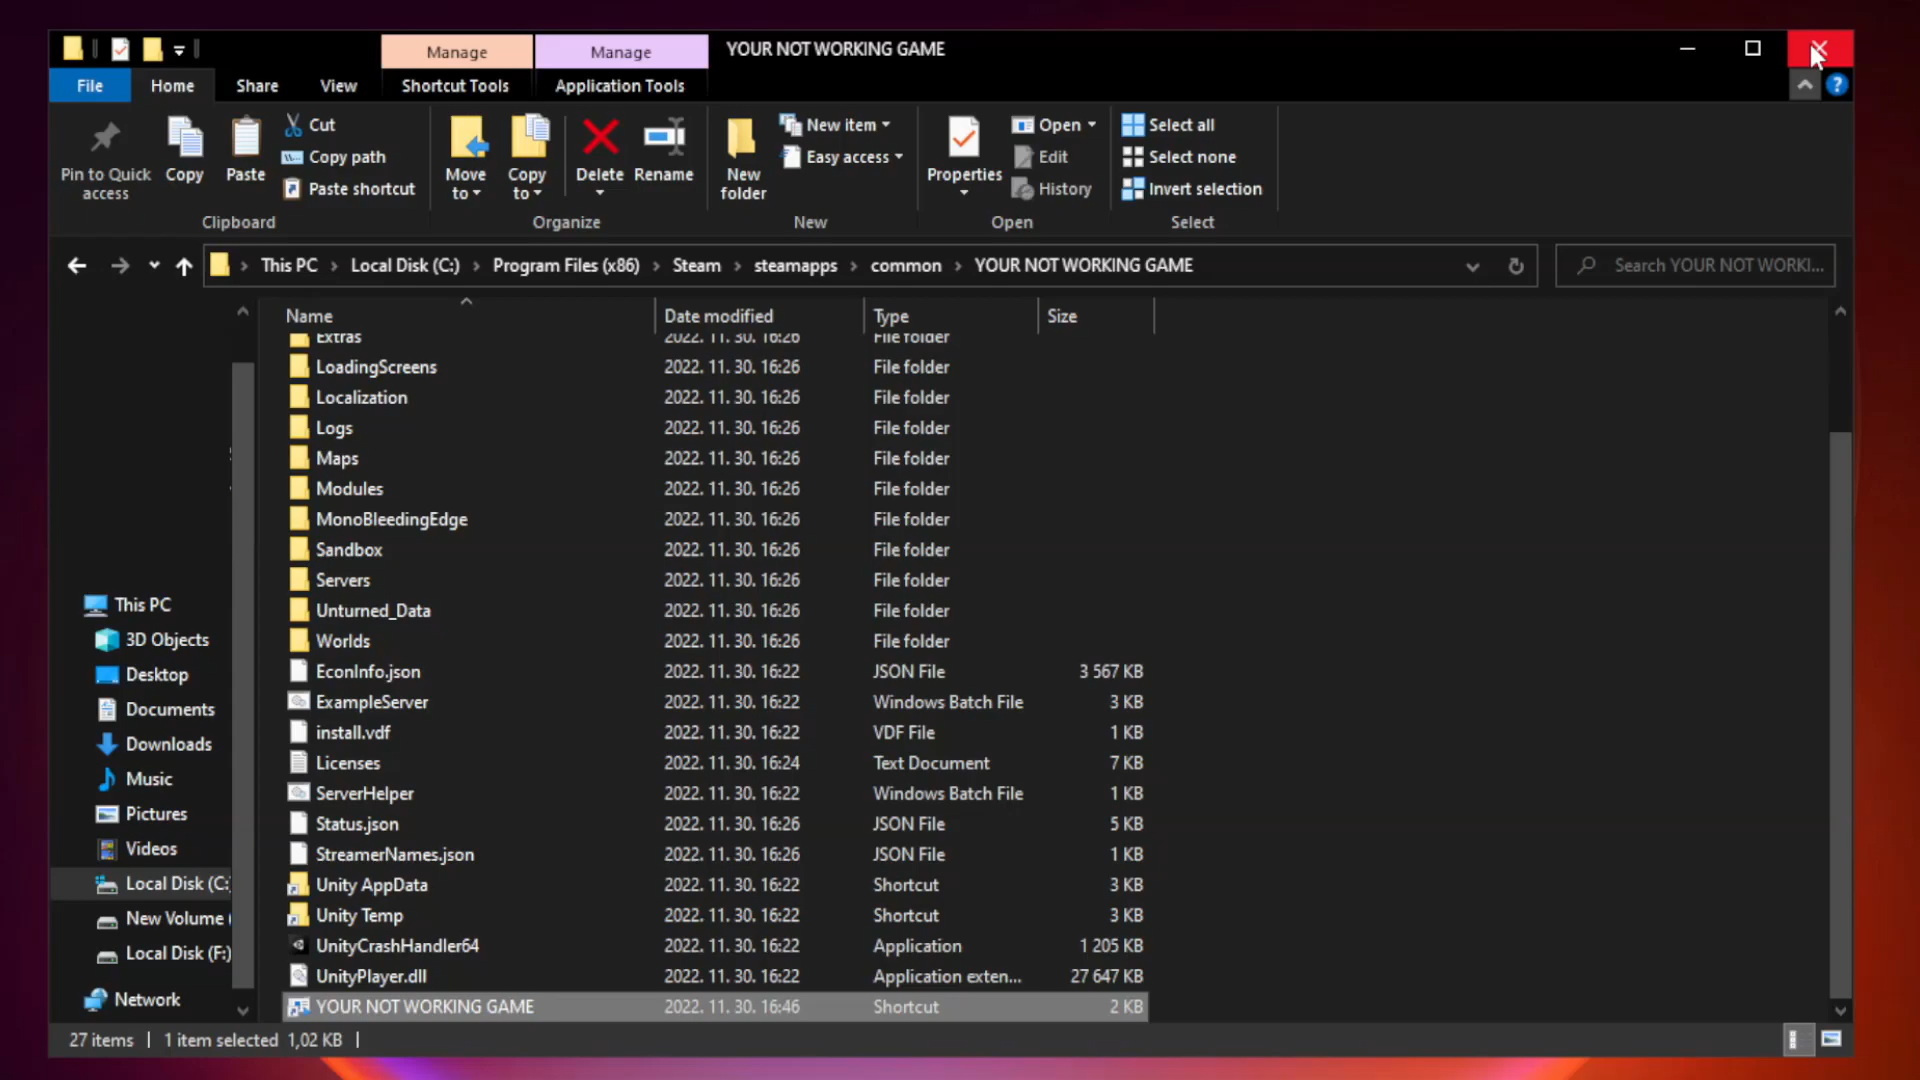 Manage
Manage
YOUR NOT WORKING GAME
File
Home
Share
View
Shortcut Tools
Application Tools
Pin to Quick access
Copy
Paste
Cut
Copy path
Paste shortcut
Clipboard
Move to
Copy to
Delete
Rename
Organize
New folder
New item
Easy access
New
Properties
Open
Edit
History
Open
Select all
Select none
Invert selection
Select
This PC
Local Disk (C:)
Program Files (x86)
Steam
steamapps
common
YOUR NOT WORKING GAME
Search YOUR NOT WORKI...
Name Date modified Type Size
Extras 2022. 11. 30. 16:26 File folder
LoadingScreens 2022. 11. 30. 16:26 File folder
Localization 2022. 11. 30. 16:26 File folder
Logs 2022. 11. 30. 16:26 File folder
Maps 2022. 11. 30. 16:26 File folder
Modules 2022. 11. 30. 16:26 File folder
MonoBleedingEdge 2022. 11. 30. 16:26 File folder
Sandbox 2022. 11. 30. 16:26 File folder
Servers 2022. 11. 30. 16:26 File folder
Unturned_Data 2022. 11. 30. 16:26 File folder
Worlds 2022. 11. 30. 16:26 File folder
EconInfo.json 2022. 11. 30. 16:22 JSON File 3 567 KB
ExampleServer 2022. 11. 30. 16:22 Windows Batch File 3 KB
install.vdf 2022. 11. 30. 16:22 VDF File 1 KB
Licenses 2022. 11. 30. 16:24 Text Document 7 KB
ServerHelper 2022. 11. 30. 16:22 Windows Batch File 1 KB
Status.json 2022. 11. 30. 16:26 JSON File 5 KB
StreamerNames.json 2022. 11. 30. 16:26 JSON File 1 KB
Unity AppData 2022. 11. 30. 16:22 Shortcut 3 KB
Unity Temp 2022. 11. 30. 16:22 Shortcut 3 KB
UnityCrashHandler64 2022. 11. 30. 16:22 Application 1 205 KB
UnityPlayer.dll 2022. 11. 30. 16:22 Application exten... 27 647 KB
YOUR NOT WORKING GAME 2022. 11. 30. 16:46 Shortcut 2 KB
This PC
3D Objects
Desktop
Documents
Downloads
Music
Pictures
Videos
Local Disk (C:)
New Volume (
Local Disk (F:)
Network
27 items
1 item selected 1,02 KB